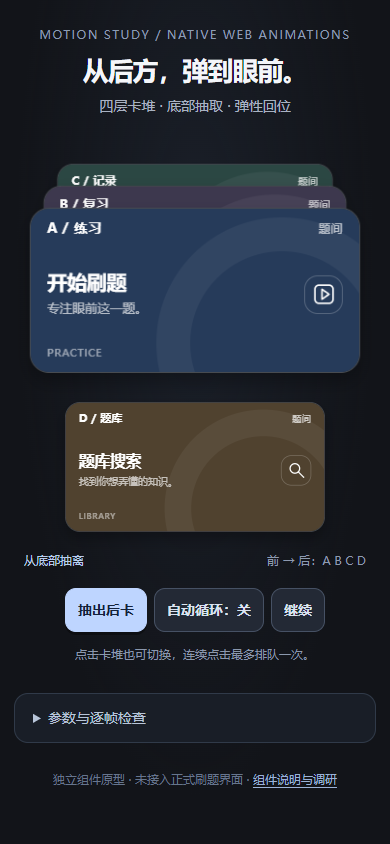 MOTION STUDY / NATIVE WEB ANIMATIONS
从后方，弹到眼前。
四层卡堆 · 底部抽取 · 弹性回位
C / 记录 题间
B / 复习 题间
A / 练习 题间
开始刷题
专注眼前这一题。
PRACTICE
D / 题库 题间
题库搜索
找到你想弄懂的知识。
LIBRARY
从底部抽离 前 → 后: A B C D
抽出后卡 自动循环：关 继续
点击卡堆也可切换，连续点击最多排队一次。
▶ 参数与逐帧检查
独立组件原型 · 未接入正式刷题界面 · 组件说明与调研